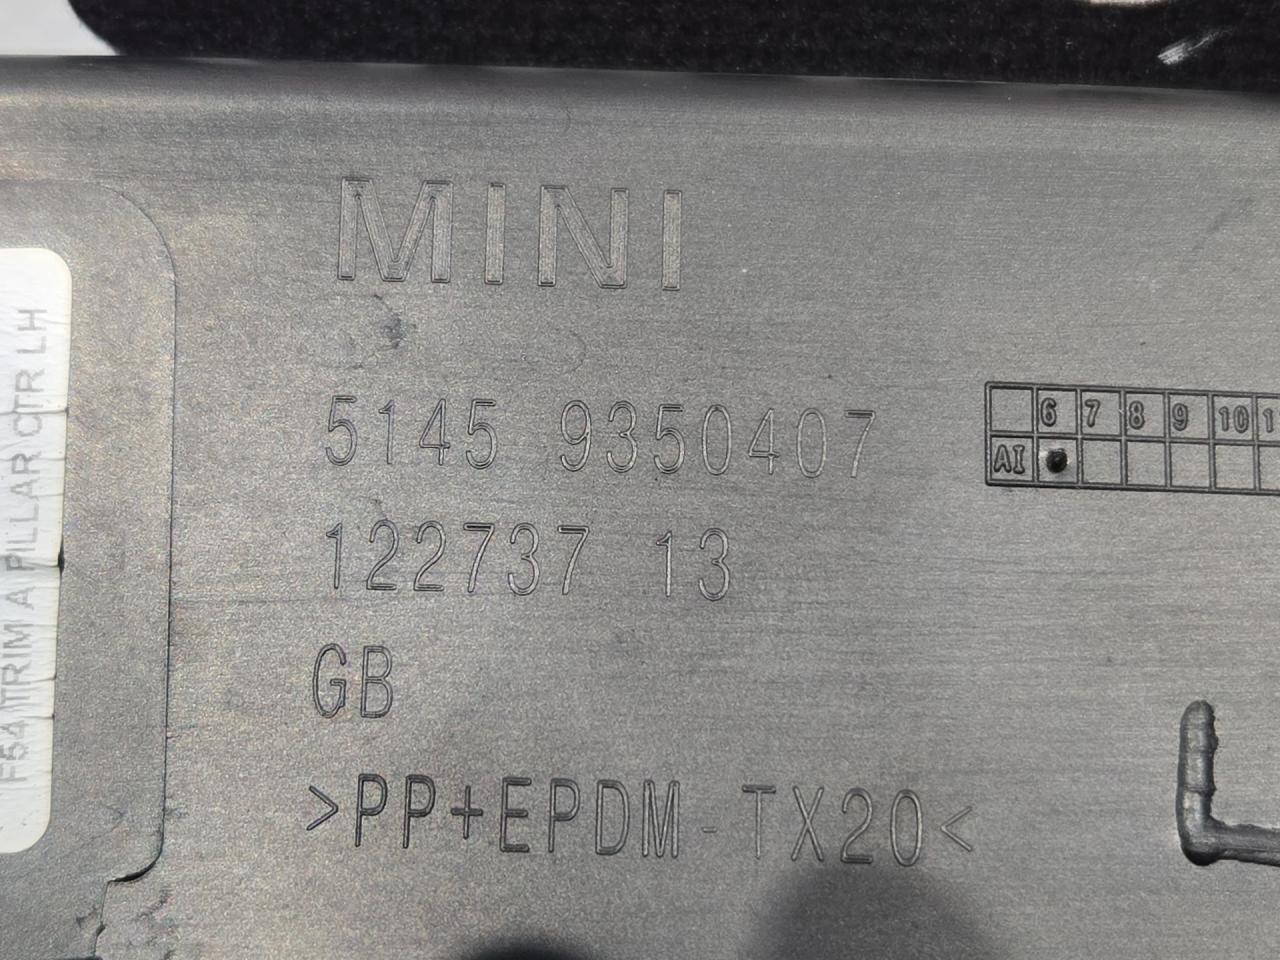 MINI
5145 9350407
122737 13
GB
>PP+EPDM-TX20<
6 7 8 9 10
AI
F54 TRIM A PILLAR CTR LH